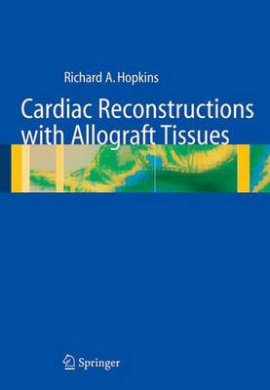 Richard A. Hopkins
Cardiac Reconstructions
with Allograft Tissues
Springer